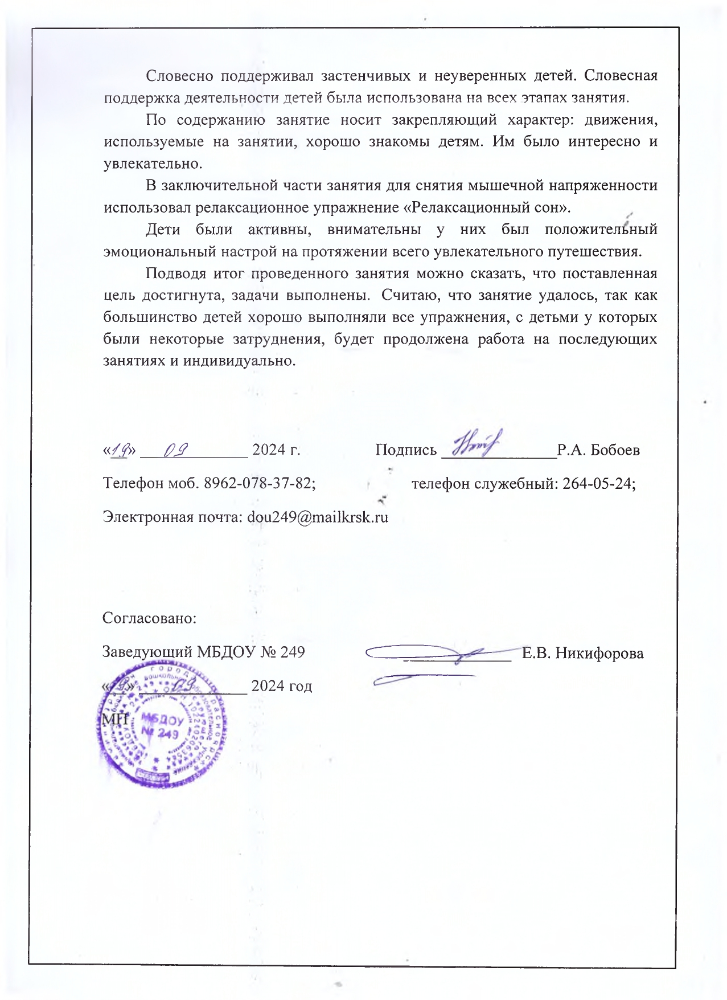 Словесно поддерживал застенчивых и неуверенных детей. Словесная
поддержка деятельности детей была использована на всех этапах занятия.
По содержанию занятие носит закрепляющий характер: движения,
используемые на занятии, хорошо знакомы детям. Им было интересно и
увлекательно.
В заключительной части занятия для снятия мышечной напряженности
использовал релаксационное упражнение «Релаксационный сон».
Дети были активны, внимательны у них был положительный
эмоциональный настрой на протяжении всего увлекательного путешествия.
Подводя итог проведенного занятия можно сказать, что поставленная
цель достигнута, задачи выполнены. Считаю, что занятие удалось, так как
большинство детей хорошо выполняли все упражнения, с детьми у которых
были некоторые затруднения, будет продолжена работа на последующих
занятиях и индивидуально.
«19» 09 2024 г. Подпись Р.А. Бобоев
Телефон моб. 8962-078-37-82; телефон служебный: 264-05-24;
Электронная почта: dou249@mailkrsk.ru
Согласовано:
Заведующий МБДОУ № 249 Е.В. Никифорова
« » 09 2024 год
МП
МБДОУ
№ 249